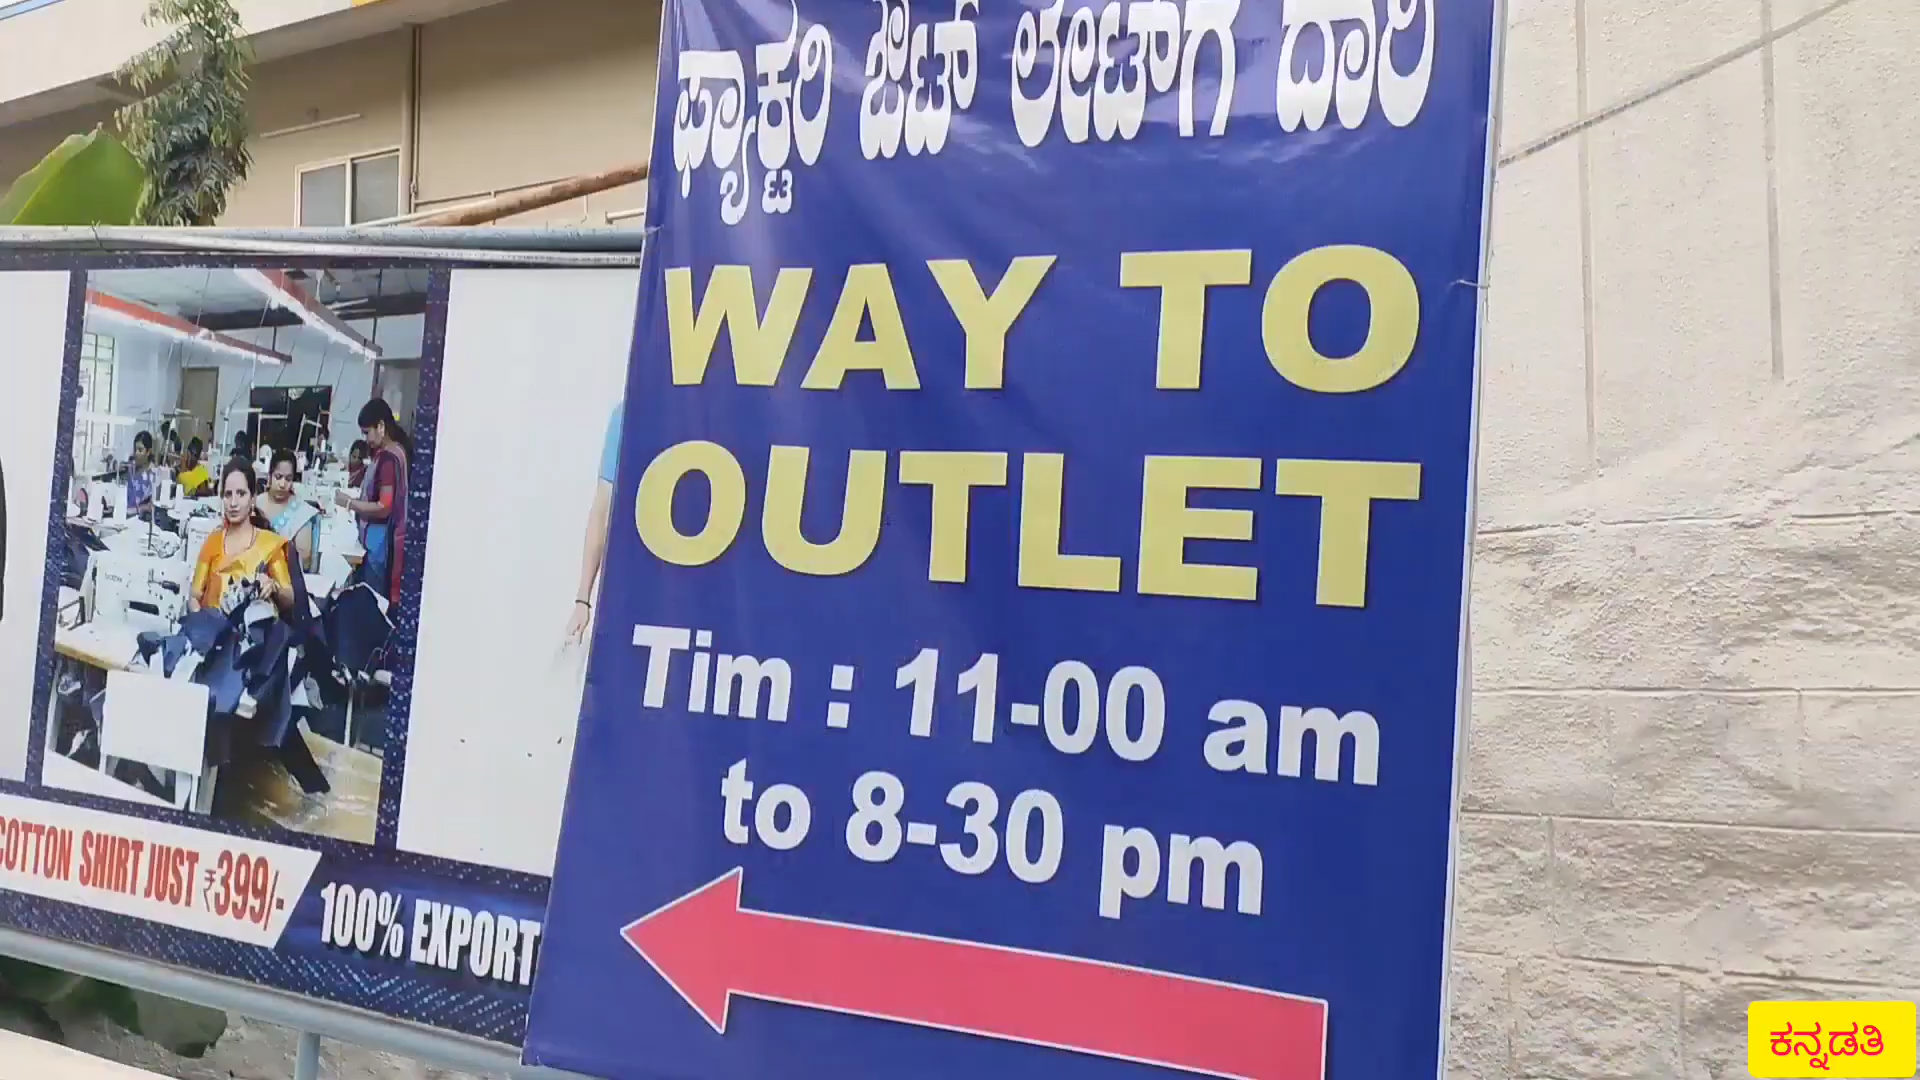 ಫ್ಯಾಕ್ಟರಿ ಔಟ್ ಲೇಟ್‌ಗೆ ದಾರಿ
WAY TO
OUTLET
Tim : 11-00 am
to 8-30 pm
COTTON SHIRT JUST ₹399/-
100% EXPORT
ಕನ್ನಡತಿ